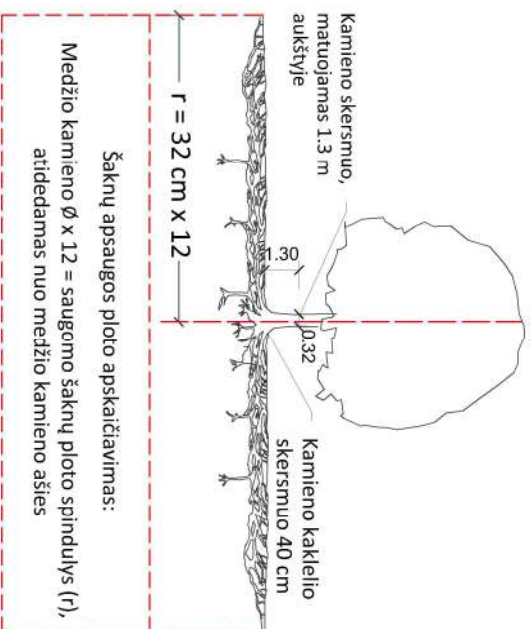 Kamieno skersmuo,
matuojamas 1.3 m
aukštyje
1.30
0.32
Kamieno kaklelio
skersmuo 40 cm
r = 32 cm x 12
Šaknų apsaugos ploto apskaičiavimas:
Medžio kamieno Ø x 12 = saugomo šaknų ploto spindulys (r),
atidedamas nuo medžio kamieno ašies